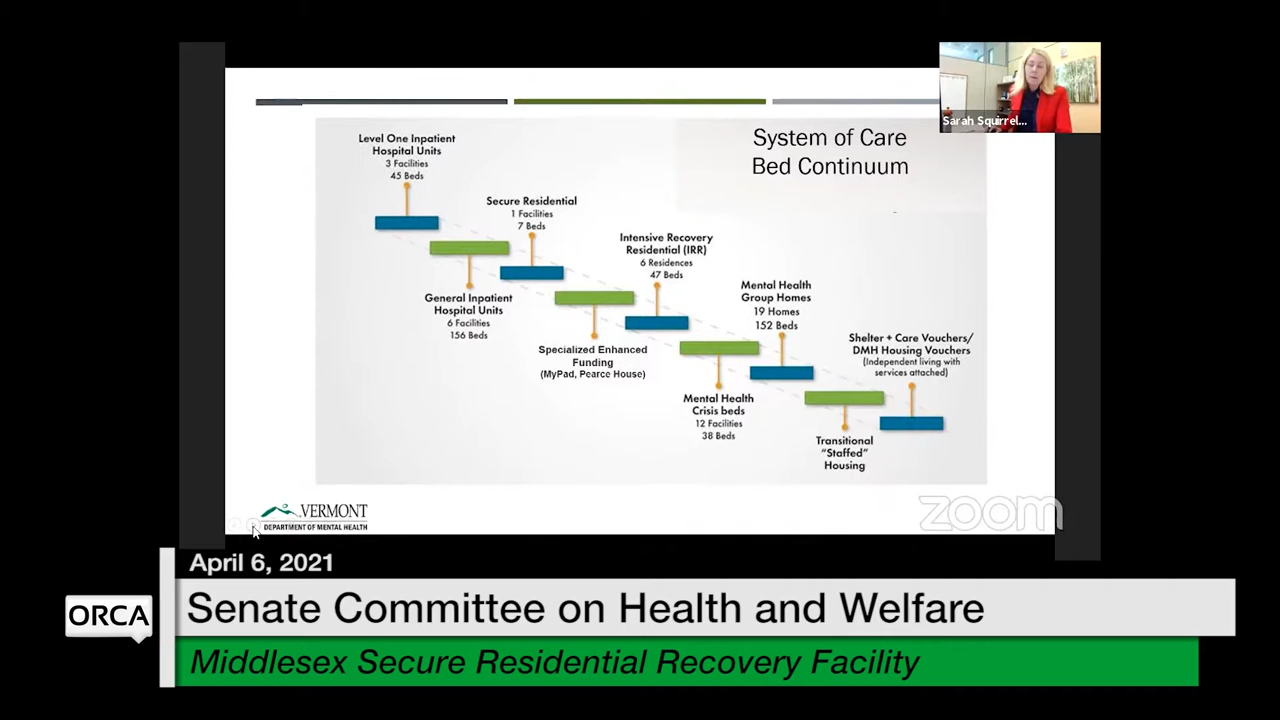 Sarah Squirrel...
System of Care
Bed Continuum
Level One Inpatient
Hospital Units
3 Facilities
45 Beds
Secure Residential
1 Facilities
7 Beds
Intensive Recovery
Residential (IRR)
6 Residences
47 Beds
Mental Health
Group Homes
19 Homes
152 Beds
Shelter + Care Vouchers/
DMH Housing Vouchers
(Independent living with
services attached)
General Inpatient
Hospital Units
6 Facilities
156 Beds
Specialized Enhanced
Funding
(MyPad, Pearce House)
Mental Health
Crisis beds
12 Facilities
38 Beds
Transitional
"Staffed"
Housing
VERMONT
DEPARTMENT OF MENTAL HEALTH
zoom
April 6, 2021
ORCA
Senate Committee on Health and Welfare
Middlesex Secure Residential Recovery Facility